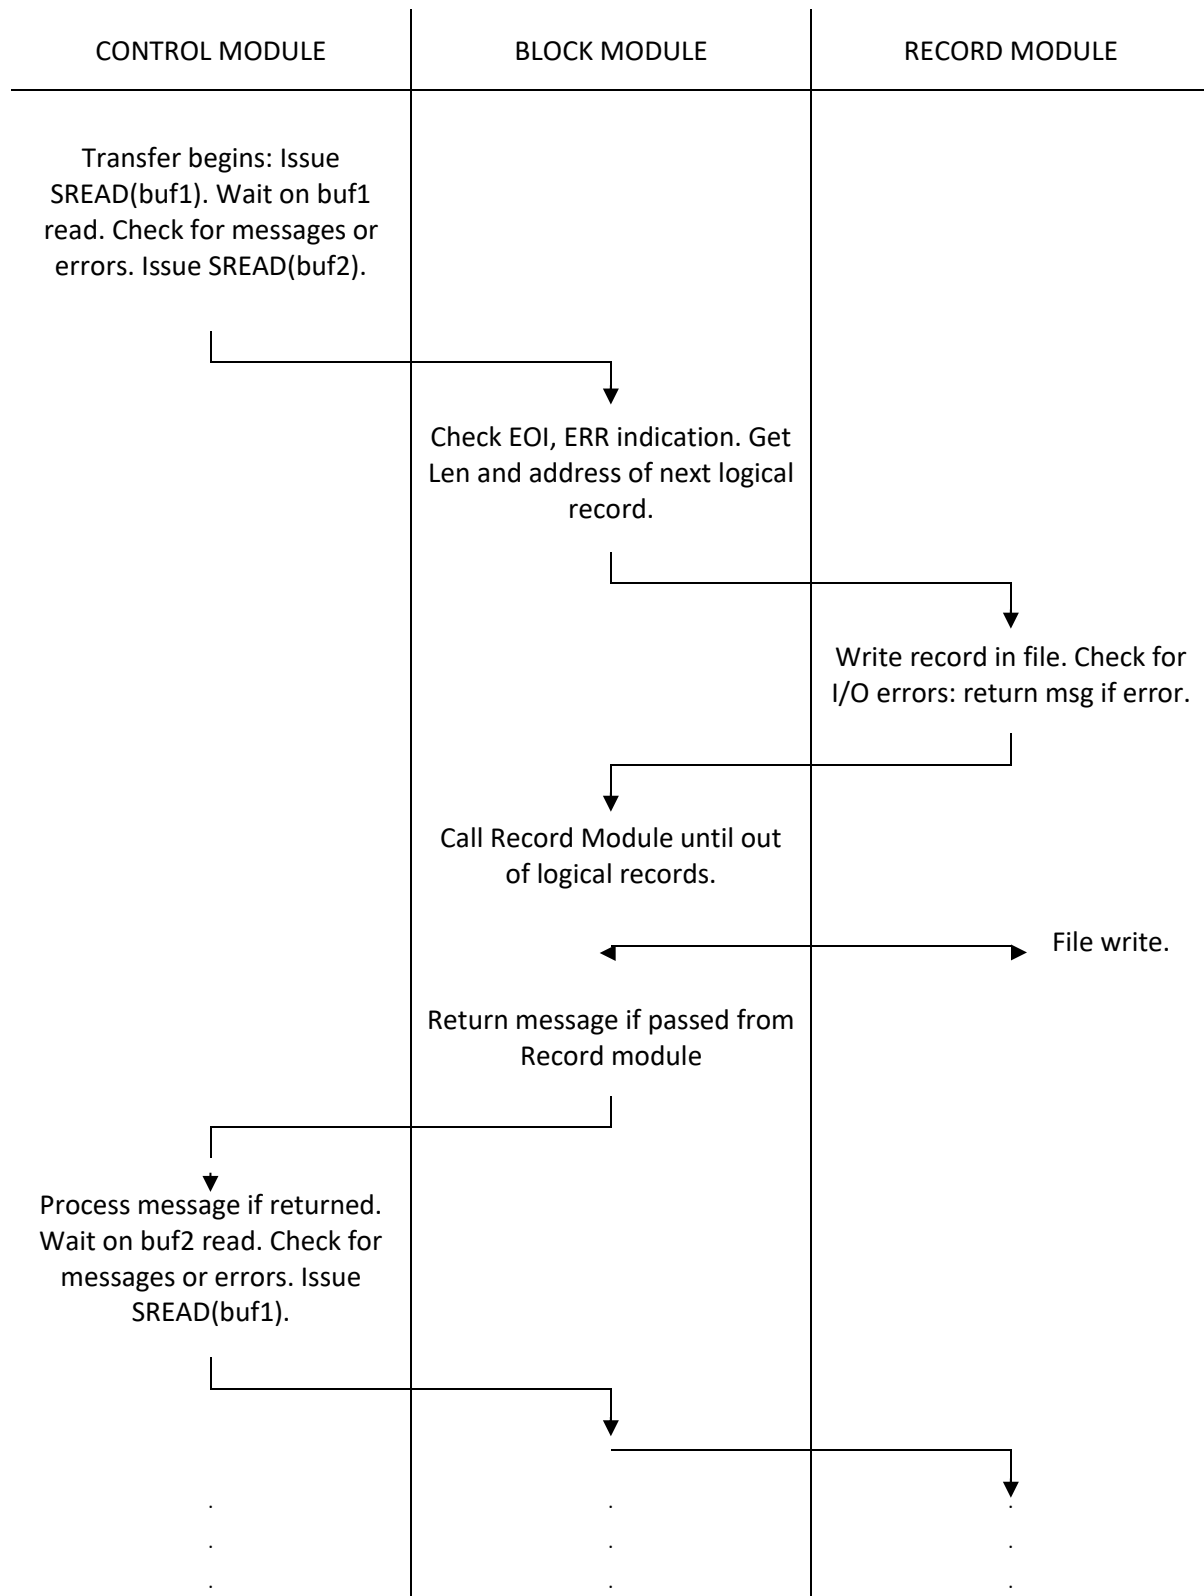 CONTROL MODULE
BLOCK MODULE
RECORD MODULE
Transfer begins: Issue
SREAD(buf1). Wait on buf1
read. Check for messages or
errors. Issue SREAD(buf2).
Check EOI, ERR indication. Get
Len and address of next logical
record.
Write record in file. Check for
I/O errors: return msg if error.
Call Record Module until out
of logical records.
File write.
Return message if passed from
Record module
Process message if returned.
Wait on buf2 read. Check for
messages or errors. Issue
SREAD(buf1).
. . .
. . .
. . .